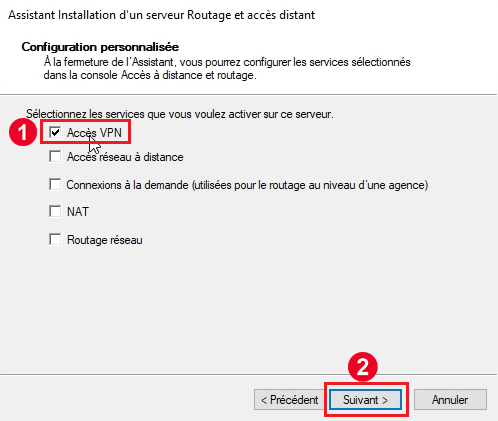 Assistant Installation d'un serveur Routage et accès distant
Configuration personnalisée
À la fermeture de l'Assistant, vous pourrez configurer les services sélectionnés
dans la console Accès à distance et routage.
Sélectionnez les services que vous voulez activer sur ce serveur.
1 Accès VPN
Accès réseau à distance
Connexions à la demande (utilisées pour le routage au niveau d'une agence)
NAT
Routage réseau
2
< Précédent Suivant > Annuler